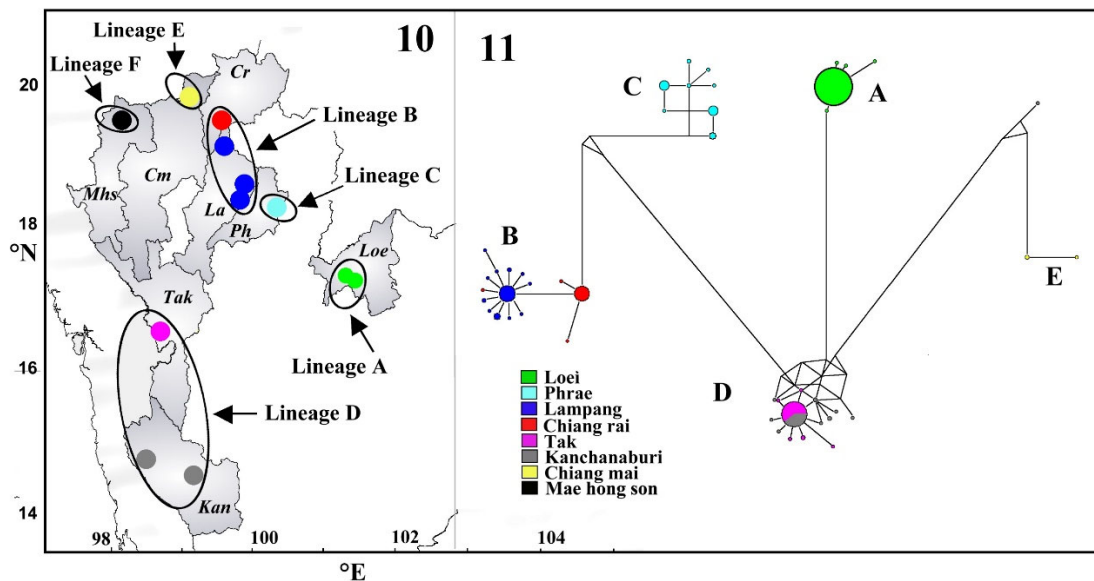 10
Lineage E
Lineage F
Cr
Lineage B
Lineage C
Mhs
Cm
La
Ph
Loe
Tak
Lineage A
Lineage D
Kan
20
18
°N
16
14
98
100
102
104
°E
11
C
A
B
E
D
Loei
Phrae
Lampang
Chiang rai
Tak
Kanchanaburi
Chiang mai
Mae hong son